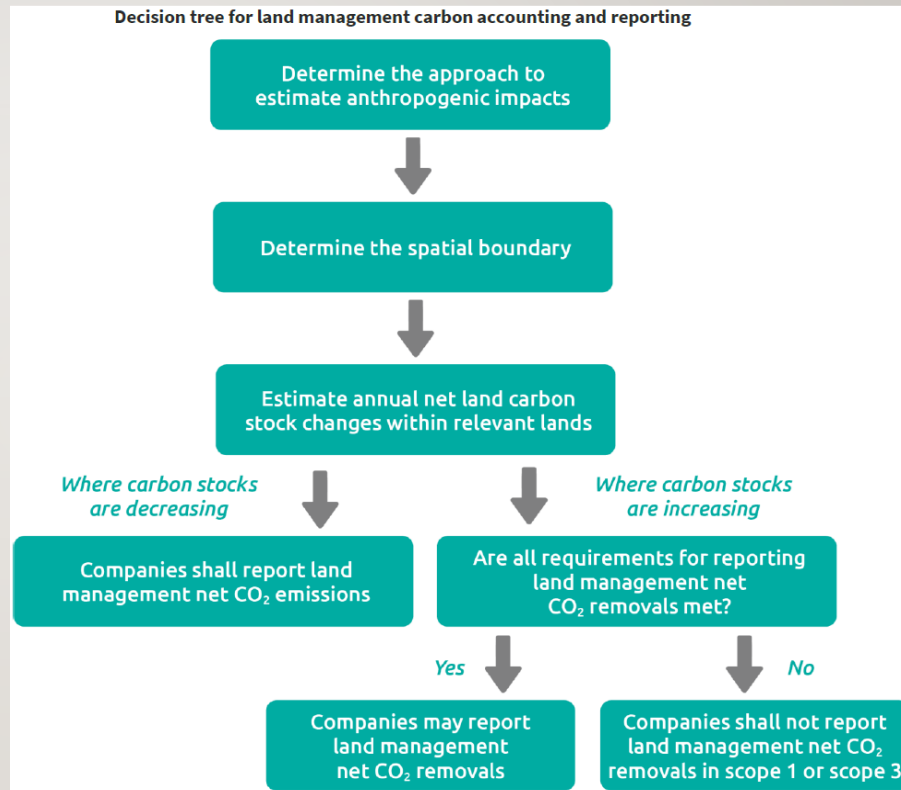 Decision tree for land management carbon accounting and reporting
Determine the approach to
estimate anthropogenic impacts
Determine the spatial boundary
Estimate annual net land carbon
stock changes within relevant lands
Where carbon stocks
are decreasing
Where carbon stocks
are increasing
Companies shall report land
management net CO₂ emissions
Are all requirements for reporting
land management net
CO₂ removals met?
Yes
No
Companies may report
land management
net CO₂ removals
Companies shall not report
land management net CO₂
removals in scope 1 or scope 3